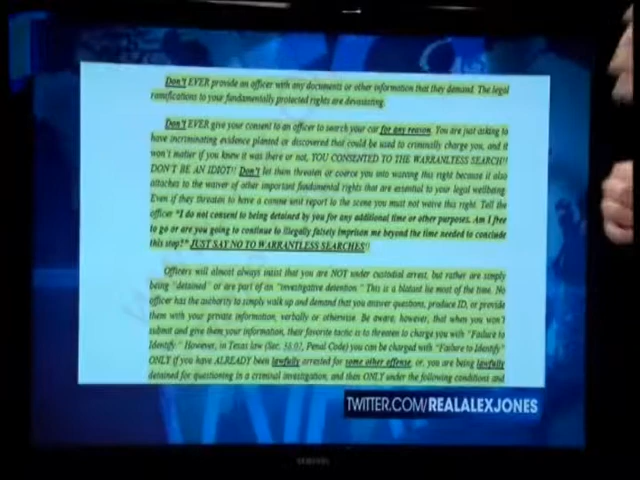 Don't EVER provide an officer with any documents or other information that they demand. The legal
ramifications to your fundamentally protected rights are devastating.
Don't EVER give your consent to an officer to search your car for any reason. You are just asking to
have incriminating evidence planted or discovered that could be used to criminally charge you, and it
won't matter if you knew it was there or not, YOU CONSENTED TO THE WARRANTLESS SEARCH!!
DON'T BE AN IDIOT!! Don't let them threaten or coerce you into waiving this right because it also
attaches to the waiver of other important fundamental rights that are essential to your legal wellbeing.
Even if they threaten to have a canine unit report to the scene you must not waive this right. Tell the
officer "I do not consent to being detained by you for any additional time or other purposes. Am I free
to go or are you going to continue to illegally falsely imprison me beyond the time needed to conclude
this stop?" JUST SAY NO TO WARRANTLESS SEARCHES!!
Officers will almost always insist that you are NOT under custodial arrest, but rather are simply
being "detained" or are part of an "investigative detention." This is a blatant lie most of the time. No
officer has the authority to simply walk up and demand that you answer questions, produce ID, or provide
them with your private information, verbally or otherwise. Be aware, however, that when you won't
submit and give them your information, their favorite tactic is to threaten to charge you with "Failure to
Identify." However, in Texas law (Sec. 38.02, Penal Code) you can be charged with "Failure to Identify"
ONLY if you have ALREADY been lawfully arrested for some other offense, or, you are being lawfully
detained for questioning in a criminal investigation, and then ONLY under the following conditions and
TWITTER.COM/REALALEXJONES
SAMSUNG